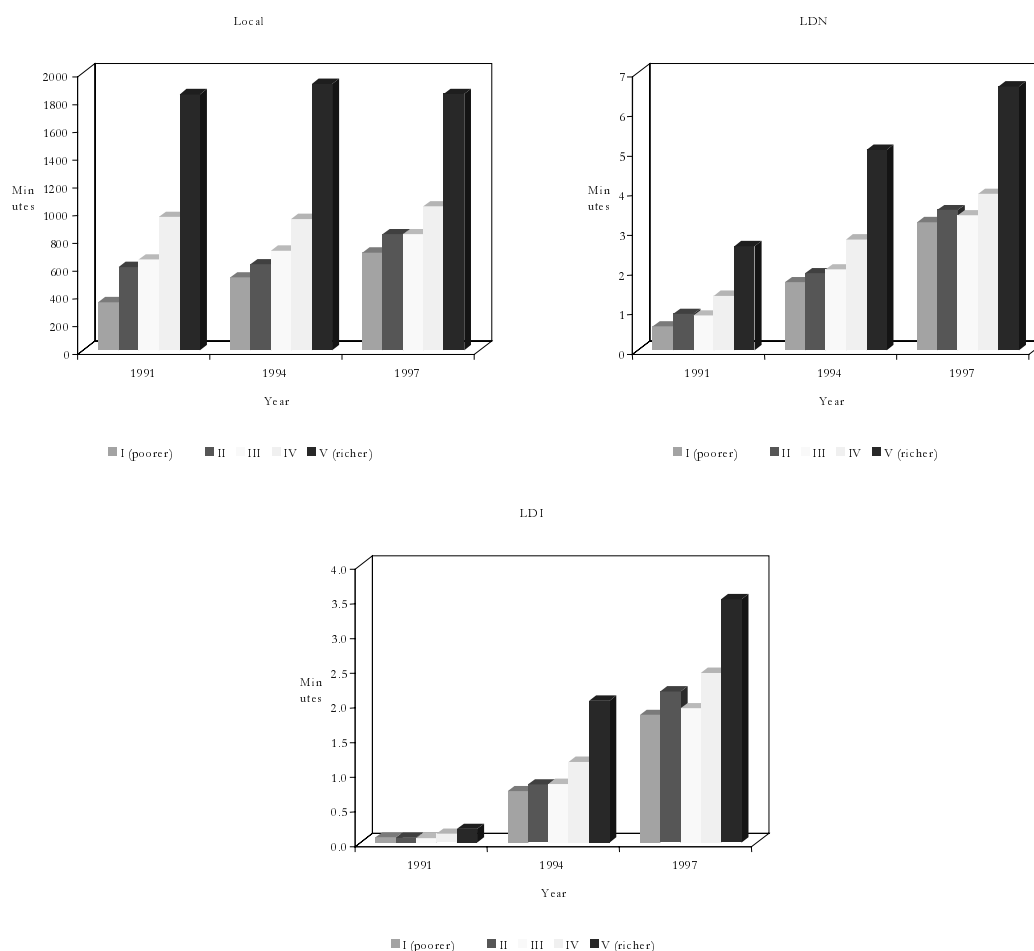 Local
2000
1800
1600
1400
1200
1000
800
600
400
200
0
Min
utes
1991 1994 1997
Year
I (poorer) II III IV V (richer)
LDN
7
6
5
4
3
2
1
0
Min
utes
1991 1994 1997
Year
I (poorer) II III IV V (richer)
LDI
4.0
3.5
3.0
2.5
2.0
1.5
1.0
0.5
0.0
Min
utes
1991 1994 1997
Year
I (poorer) II III IV V (richer)